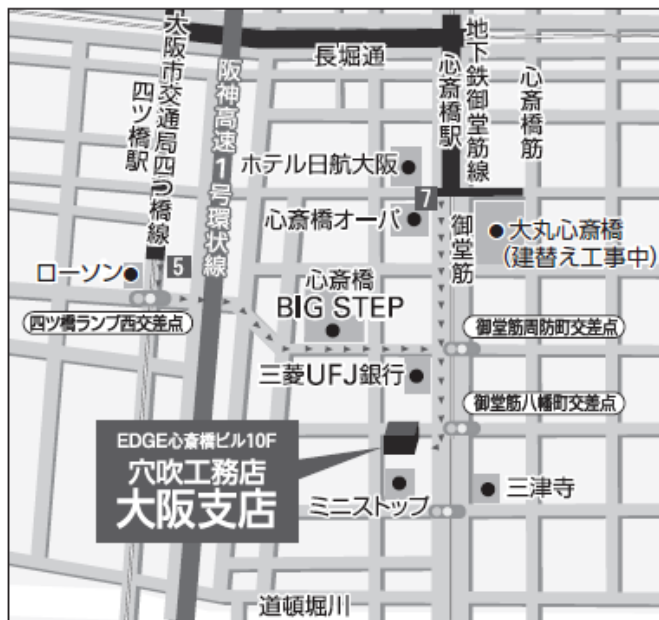 長堀通
大阪市交通局四つ橋線
四ツ橋駅
阪神高速1号環状線
心斎橋駅
地下鉄御堂筋線
心斎橋筋
ホテル日航大阪
7
心斎橋オーパ
御堂筋
大丸心斎橋
(建替え工事中)
ローソン
5
心斎橋
BIG STEP
四ツ橋ランプ西交差点
御堂筋周防町交差点
三菱UFJ銀行
御堂筋八幡町交差点
EDGE心斎橋ビル10F
穴吹工務店
大阪支店
ミニストップ
三津寺
道頓堀川